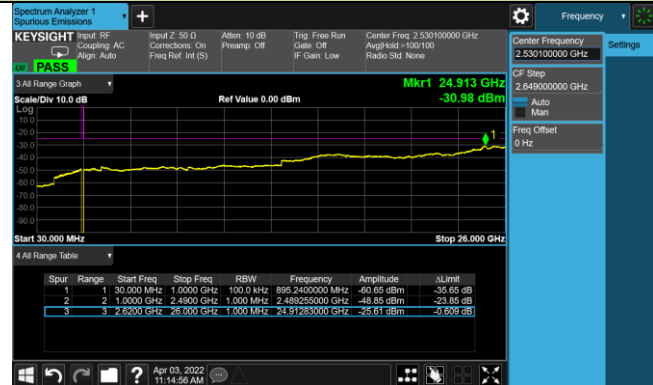 Spectrum Analyzer 1
Spurious Emissions
Frequency
KEYSIGHT Input: RF Input Z: 50 Ω Atten: 10 dB Trig: Free Run Center Freq: 2.530100000 GHz
Coupling: AC Corrections: On Preamp: Off Gate: Off Avg|Hold:>100/100
Align: Auto Freq Ref: Int (S) IF Gain: Low Radio Std: None
LXI PASS
Center Frequency
2.530100000 GHz
Settings
CF Step
2.649000000 GHz
Auto
Man
Freq Offset
0 Hz
3 All Range Graph
Mkr1 24.913 GHz
Scale/Div 10.0 dB Ref Value 0.00 dBm -30.98 dBm
Log
-10.0
-20.0
1
-30.0
-40.0
-50.0
-60.0
-70.0
-80.0
-90.0
Start 30.000 MHz Stop 26.000 GHz
4 All Range Table
Spur Range Start Freq Stop Freq RBW Frequency Amplitude ΔLimit
1 1 30.000 MHz 1.0000 GHz 100.0 kHz 895.2400000 MHz -60.65 dBm -35.65 dB
2 2 1.0000 GHz 2.4900 GHz 1.000 MHz 2.489255000 GHz -48.85 dBm -23.85 dB
3 3 2.6200 GHz 26.000 GHz 1.000 MHz 24.91283000 GHz -25.61 dBm -0.609 dB
Apr 03, 2022
11:14:56 AM